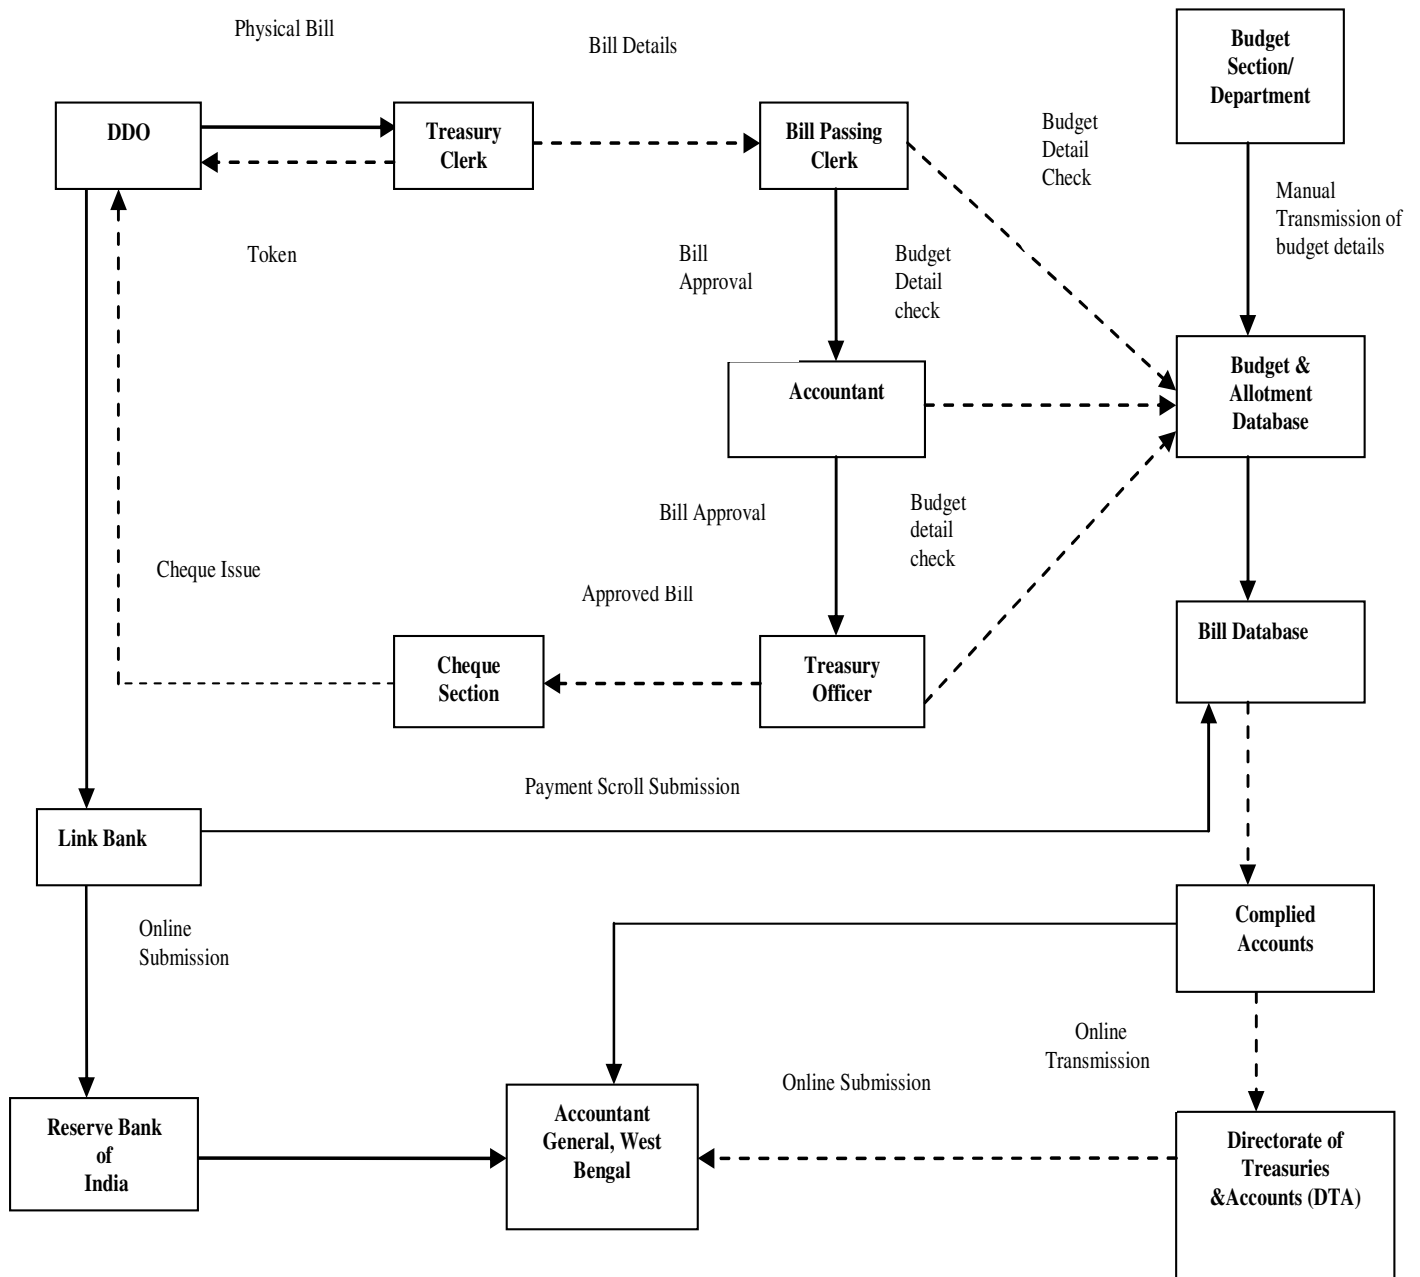 Physical Bill
Bill Details
Budget
Section/
Department
DDO
Treasury
Clerk
Bill Passing
Clerk
Budget
Detail
Check
Manual
Transmission of
budget details
Token
Bill
Approval
Budget
Detail
check
Accountant
Budget &
Allotment
Database
Bill Approval
Budget
detail
check
Cheque Issue
Approved Bill
Bill Database
Cheque
Section
Treasury
Officer
Payment Scroll Submission
Link Bank
Online
Submission
Complied
Accounts
Online
Transmission
Online Submission
Reserve Bank
of
India
Accountant
General, West
Bengal
Directorate of
Treasuries
&Accounts (DTA)